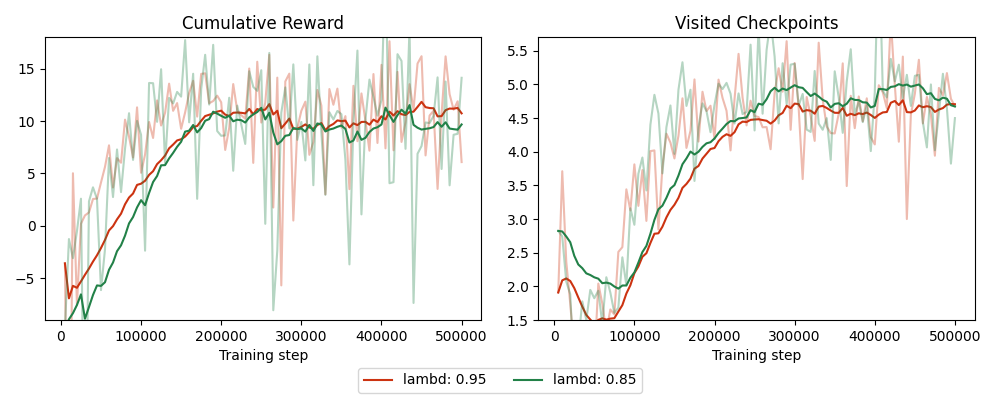 Cumulative Reward
15
10
5
0
−5
0 100000 200000 300000 400000 500000
Training step
Visited Checkpoints
5.5
5.0
4.5
4.0
3.5
3.0
2.5
2.0
1.5
0 100000 200000 300000 400000 500000
Training step
lambd: 0.95 lambd: 0.85